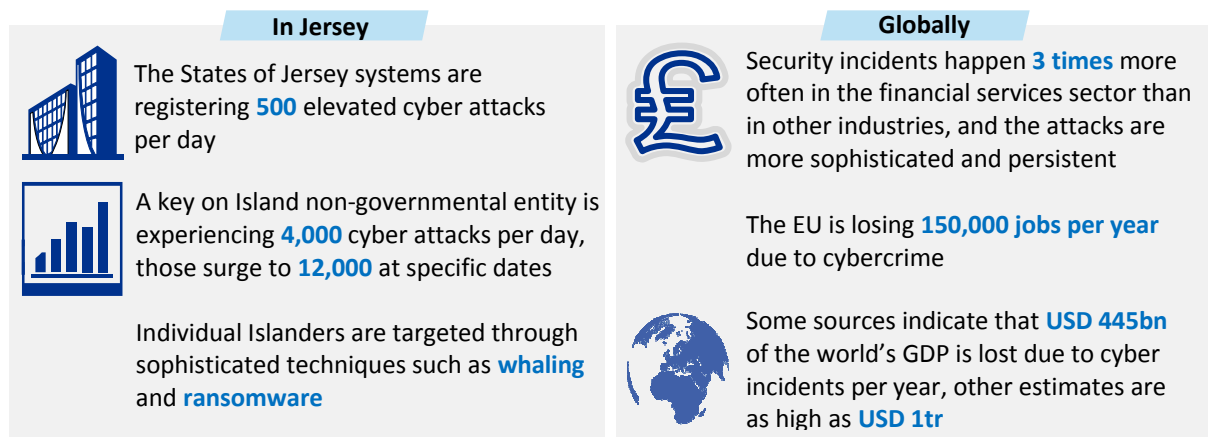 In Jersey
The States of Jersey systems are
registering 500 elevated cyber attacks
per day
A key on Island non-governmental entity is
experiencing 4,000 cyber attacks per day,
those surge to 12,000 at specific dates
Individual Islanders are targeted through
sophisticated techniques such as whaling
and ransomware
Globally
Security incidents happen 3 times more
often in the financial services sector than
in other industries, and the attacks are
more sophisticated and persistent
The EU is losing 150,000 jobs per year
due to cybercrime
Some sources indicate that USD 445bn
of the world's GDP is lost due to cyber
incidents per year, other estimates are
as high as USD 1tr